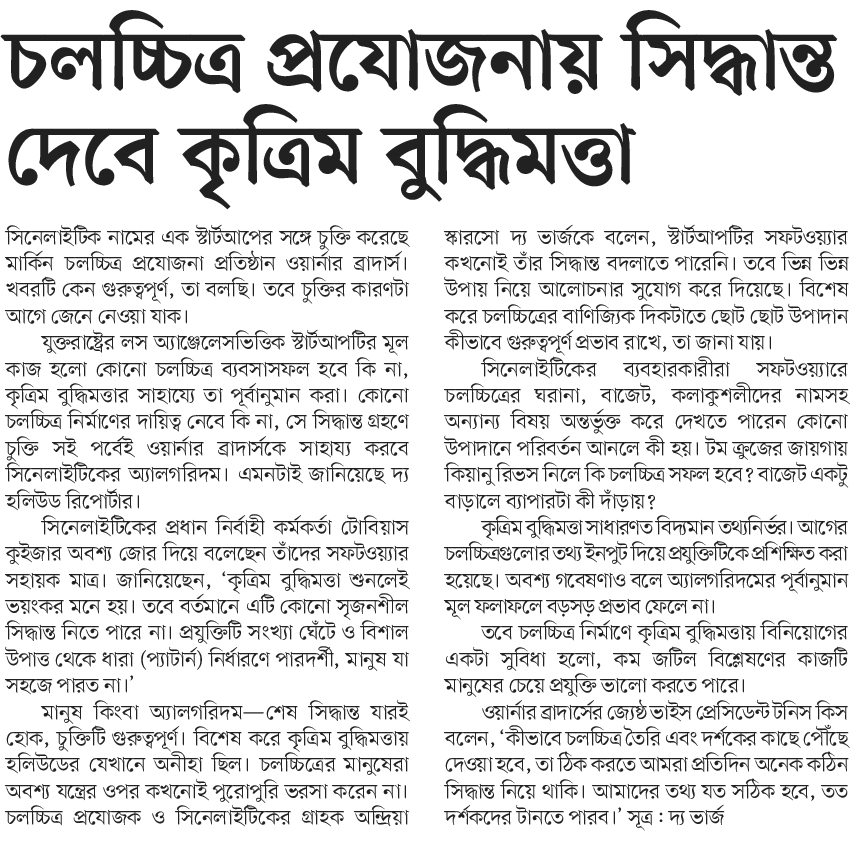 চলচ্চিত্র প্রযোজনায় সিদ্ধান্ত
দেবে কৃত্রিম বুদ্ধিমত্তা
সিনেলাইটিক নামের এক স্টার্টআপের সঙ্গে চুক্তি করেছে
মার্কিন চলচ্চিত্র প্রযোজনা প্রতিষ্ঠান ওয়ার্নার ব্রাদার্স।
খবরটি কেন গুরুত্বপূর্ণ, তা বলছি। তবে চুক্তির কারণটা
আগে জেনে নেওয়া যাক।
যুক্তরাষ্ট্রের লস অ্যাঞ্জেলেসভিত্তিক স্টার্টআপটির মূল
কাজ হলো কোনো চলচ্চিত্র ব্যবসাসফল হবে কি না,
কৃত্রিম বুদ্ধিমত্তার সাহায্যে তা পূর্বানুমান করা। কোনো
চলচ্চিত্র নির্মাণের দায়িত্ব নেবে কি না, সে সিদ্ধান্ত গ্রহণে
চুক্তি সই পর্বেই ওয়ার্নার ব্রাদার্সকে সাহায্য করবে
সিনেলাইটিকের অ্যালগরিদম। এমনটাই জানিয়েছে দ্য
হলিউড রিপোর্টার।
সিনেলাইটিকের প্রধান নির্বাহী কর্মকর্তা টোবিয়াস
কুইজার অবশ্য জোর দিয়ে বলেছেন তাঁদের সফটওয়্যার
সহায়ক মাত্র। জানিয়েছেন, ‘কৃত্রিম বুদ্ধিমত্তা শুনলেই
ভয়ংকর মনে হয়। তবে বর্তমানে এটি কোনো সৃজনশীল
সিদ্ধান্ত নিতে পারে না। প্রযুক্তিটি সংখ্যা ঘেঁটে ও বিশাল
উপাত্ত থেকে ধারা (প্যাটার্ন) নির্ধারণে পারদর্শী, মানুষ যা
সহজে পারত না।’
মানুষ কিংবা অ্যালগরিদম—শেষ সিদ্ধান্ত যারই
হোক, চুক্তিটি গুরুত্বপূর্ণ। বিশেষ করে কৃত্রিম বুদ্ধিমত্তায়
হলিউডের যেখানে অনীহা ছিল। চলচ্চিত্রের মানুষেরা
অবশ্য যন্ত্রের ওপর কখনোই পুরোপুরি ভরসা করেন না।
চলচ্চিত্র প্রযোজক ও সিনেলাইটিকের গ্রাহক অন্দ্রিয়া
স্কারসো দ্য ভার্জকে বলেন, স্টার্টআপটির সফটওয়্যার
কখনোই তাঁর সিদ্ধান্ত বদলাতে পারেনি। তবে ভিন্ন ভিন্ন
উপায় নিয়ে আলোচনার সুযোগ করে দিয়েছে। বিশেষ
করে চলচ্চিত্রের বাণিজ্যিক দিকটাতে ছোট ছোট উপাদান
কীভাবে গুরুত্বপূর্ণ প্রভাব রাখে, তা জানা যায়।
সিনেলাইটিকের ব্যবহারকারীরা সফটওয়্যারে
চলচ্চিত্রের ঘরানা, বাজেট, কলাকুশলীদের নামসহ
অন্যান্য বিষয় অন্তর্ভুক্ত করে দেখতে পারেন কোনো
উপাদানে পরিবর্তন আনলে কী হয়। টম ক্রুজের জায়গায়
কিয়ানু রিভস নিলে কি চলচ্চিত্র সফল হবে? বাজেট একটু
বাড়ালে ব্যাপারটা কী দাঁড়ায়?
কৃত্রিম বুদ্ধিমত্তা সাধারণত বিদ্যমান তথ্যনির্ভর। আগের
চলচ্চিত্রগুলোর তথ্য ইনপুট দিয়ে প্রযুক্তিটিকে প্রশিক্ষিত করা
হয়েছে। অবশ্য গবেষণাও বলে অ্যালগরিদমের পূর্বানুমান
মূল ফলাফলে বড়সড় প্রভাব ফেলে না।
তবে চলচ্চিত্র নির্মাণে কৃত্রিম বুদ্ধিমত্তায় বিনিয়োগের
একটা সুবিধা হলো, কম জটিল বিশ্লেষণের কাজটি
মানুষের চেয়ে প্রযুক্তি ভালো করতে পারে।
ওয়ার্নার ব্রাদার্সের জ্যেষ্ঠ ভাইস প্রেসিডেন্ট টনিস কিস
বলেন, ‘কীভাবে চলচ্চিত্র তৈরি এবং দর্শকের কাছে পৌঁছে
দেওয়া হবে, তা ঠিক করতে আমরা প্রতিদিন অনেক কঠিন
সিদ্ধান্ত নিয়ে থাকি। আমাদের তথ্য যত সঠিক হবে, তত
দর্শকদের টানতে পারব।’ সূত্র : দ্য ভার্জ